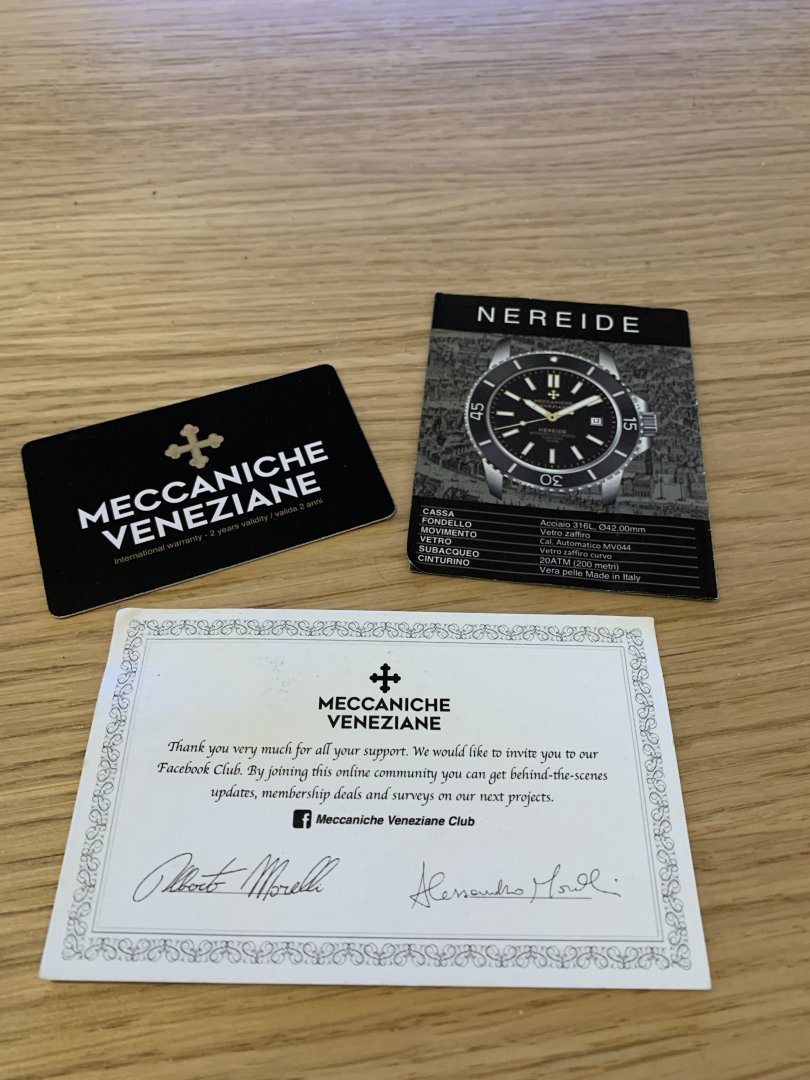 NEREIDE
45
15
30
MECCANICHE
VENEZIANE
NEREIDE
12
CASSA Acciaio 316L, Ø42.00mm
FONDELLO Vetro zaffiro
MOVIMENTO Cal. Automatico MV044
VETRO Vetro zaffiro curvo
SUBACQUEO 20ATM (200 metri)
CINTURINO Vera pelle Made in Italy
MECCANICHE
VENEZIANE
International warranty - 2 years validity / valida 2 anni
MECCANICHE
VENEZIANE
Thank you very much for all your support. We would like to invite you to our
Facebook Club. By joining this online community you can get behind-the-scenes
updates, membership deals and surveys on our next projects.
f Meccaniche Veneziane Club
Alberto Morelli Alessandro Morelli